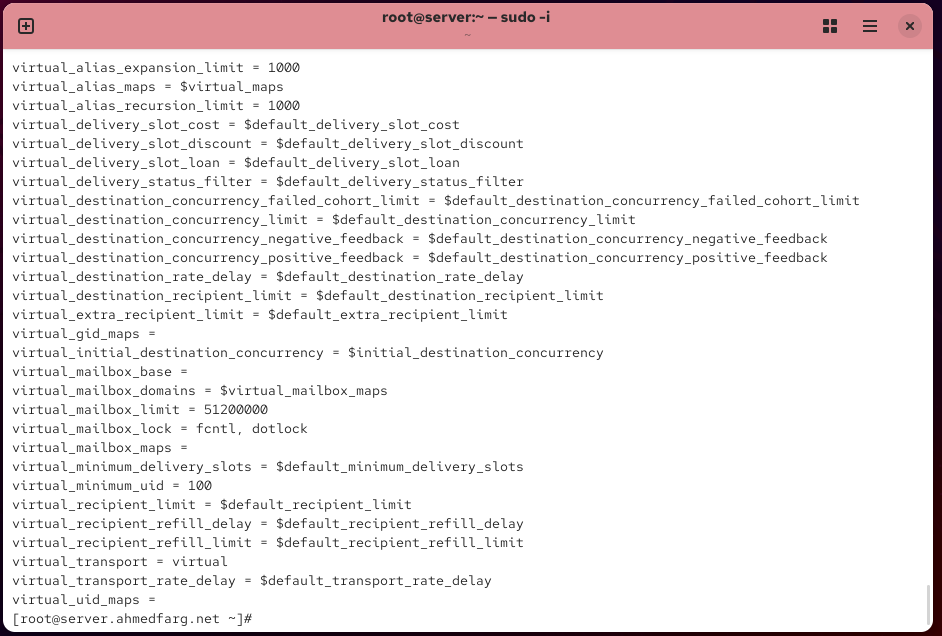 root@server:~ — sudo -i
~
virtual_alias_expansion_limit = 1000
virtual_alias_maps = $virtual_maps
virtual_alias_recursion_limit = 1000
virtual_delivery_slot_cost = $default_delivery_slot_cost
virtual_delivery_slot_discount = $default_delivery_slot_discount
virtual_delivery_slot_loan = $default_delivery_slot_loan
virtual_delivery_status_filter = $default_delivery_status_filter
virtual_destination_concurrency_failed_cohort_limit = $default_destination_concurrency_failed_cohort_limit
virtual_destination_concurrency_limit = $default_destination_concurrency_limit
virtual_destination_concurrency_negative_feedback = $default_destination_concurrency_negative_feedback
virtual_destination_concurrency_positive_feedback = $default_destination_concurrency_positive_feedback
virtual_destination_rate_delay = $default_destination_rate_delay
virtual_destination_recipient_limit = $default_destination_recipient_limit
virtual_extra_recipient_limit = $default_extra_recipient_limit
virtual_gid_maps =
virtual_initial_destination_concurrency = $initial_destination_concurrency
virtual_mailbox_base =
virtual_mailbox_domains = $virtual_mailbox_maps
virtual_mailbox_limit = 51200000
virtual_mailbox_lock = fcntl, dotlock
virtual_mailbox_maps =
virtual_minimum_delivery_slots = $default_minimum_delivery_slots
virtual_minimum_uid = 100
virtual_recipient_limit = $default_recipient_limit
virtual_recipient_refill_delay = $default_recipient_refill_delay
virtual_recipient_refill_limit = $default_recipient_refill_limit
virtual_transport = virtual
virtual_transport_rate_delay = $default_transport_rate_delay
virtual_uid_maps =
[root@server.ahmedfarg.net ~]#